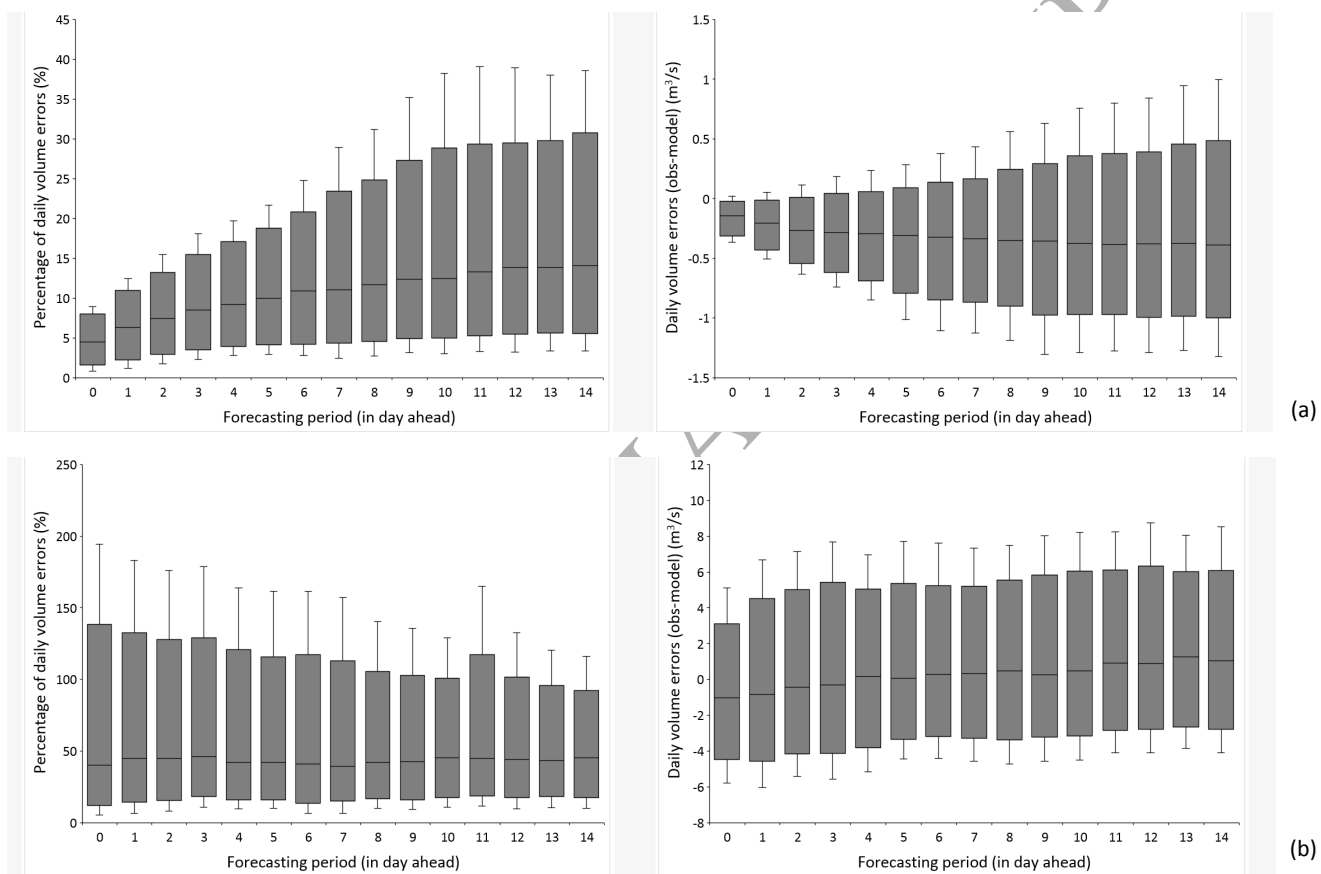 Percentage of daily volume errors (%)
45
40
35
30
25
20
15
10
5
0
0 1 2 3 4 5 6 7 8 9 10 11 12 13 14
Forecasting period (in day ahead)
Daily volume errors (obs-model) (m³/s)
1.5
1
0.5
0
-0.5
-1
-1.5
0 1 2 3 4 5 6 7 8 9 10 11 12 13 14
Forecasting period (in day ahead)
(a)
Percentage of daily volume errors (%)
250
200
150
100
50
0
0 1 2 3 4 5 6 7 8 9 10 11 12 13 14
Forecasting period (in day ahead)
Daily volume errors (obs-model) (m³/s)
12
10
8
6
4
2
0
-2
-4
-6
-8
0 1 2 3 4 5 6 7 8 9 10 11 12 13 14
Forecasting period (in day ahead)
(b)